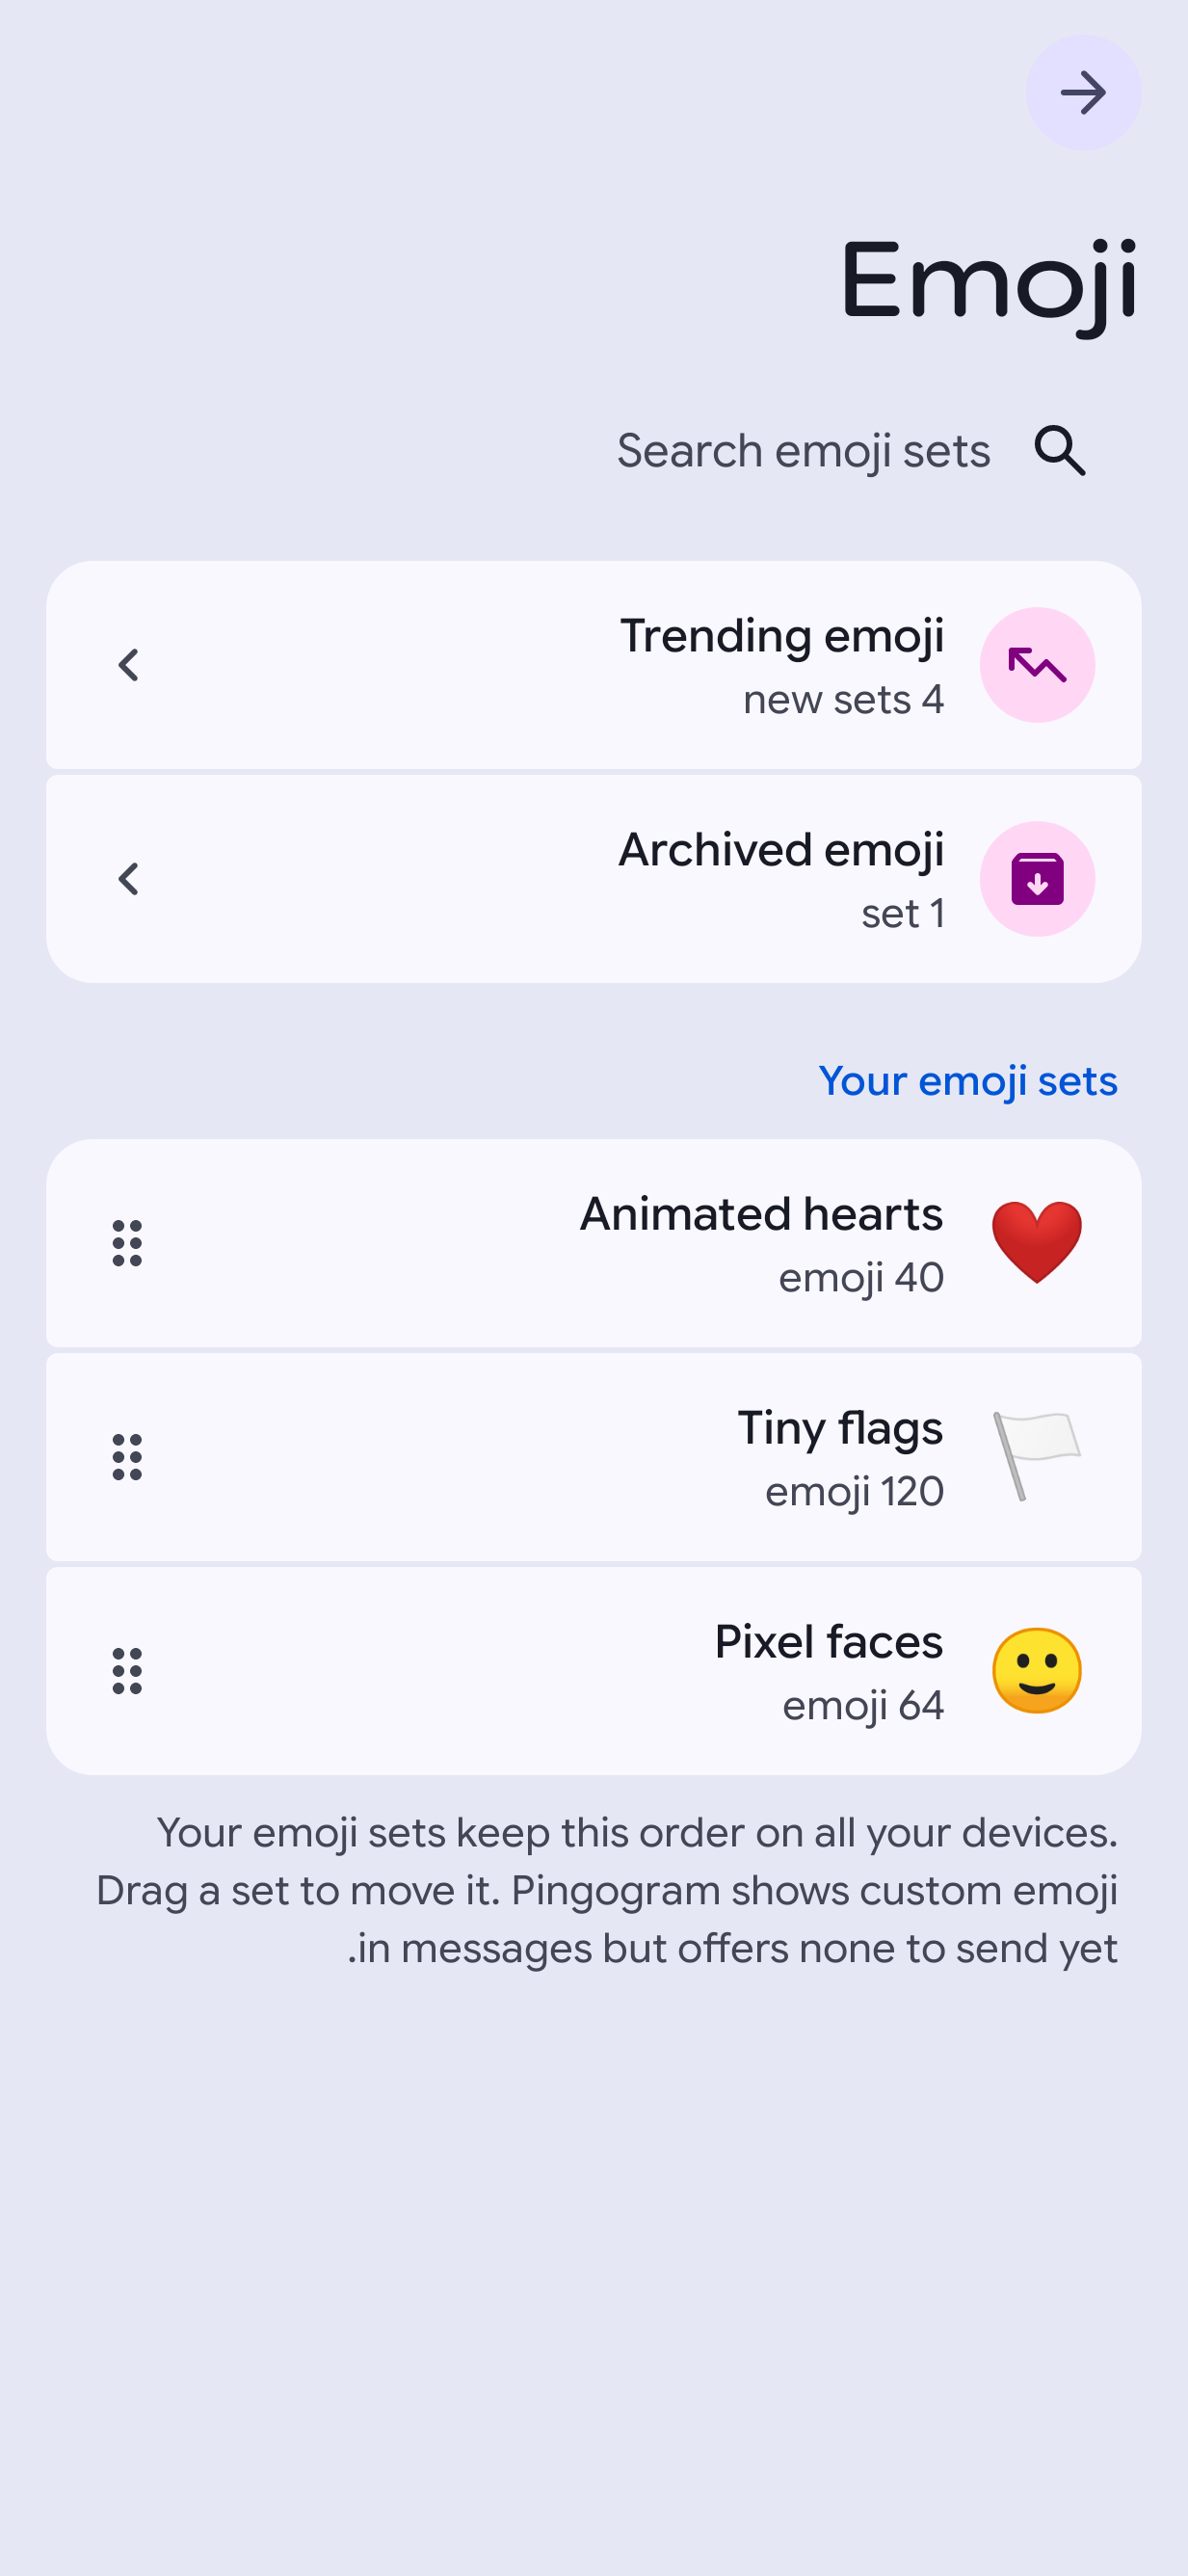 Emoji
Search emoji sets
Trending emoji
new sets 4
Archived emoji
set 1
Your emoji sets
Animated hearts
emoji 40
Tiny flags
emoji 120
Pixel faces
emoji 64
Your emoji sets keep this order on all your devices.
Drag a set to move it. Pingogram shows custom emoji
.in messages but offers none to send yet